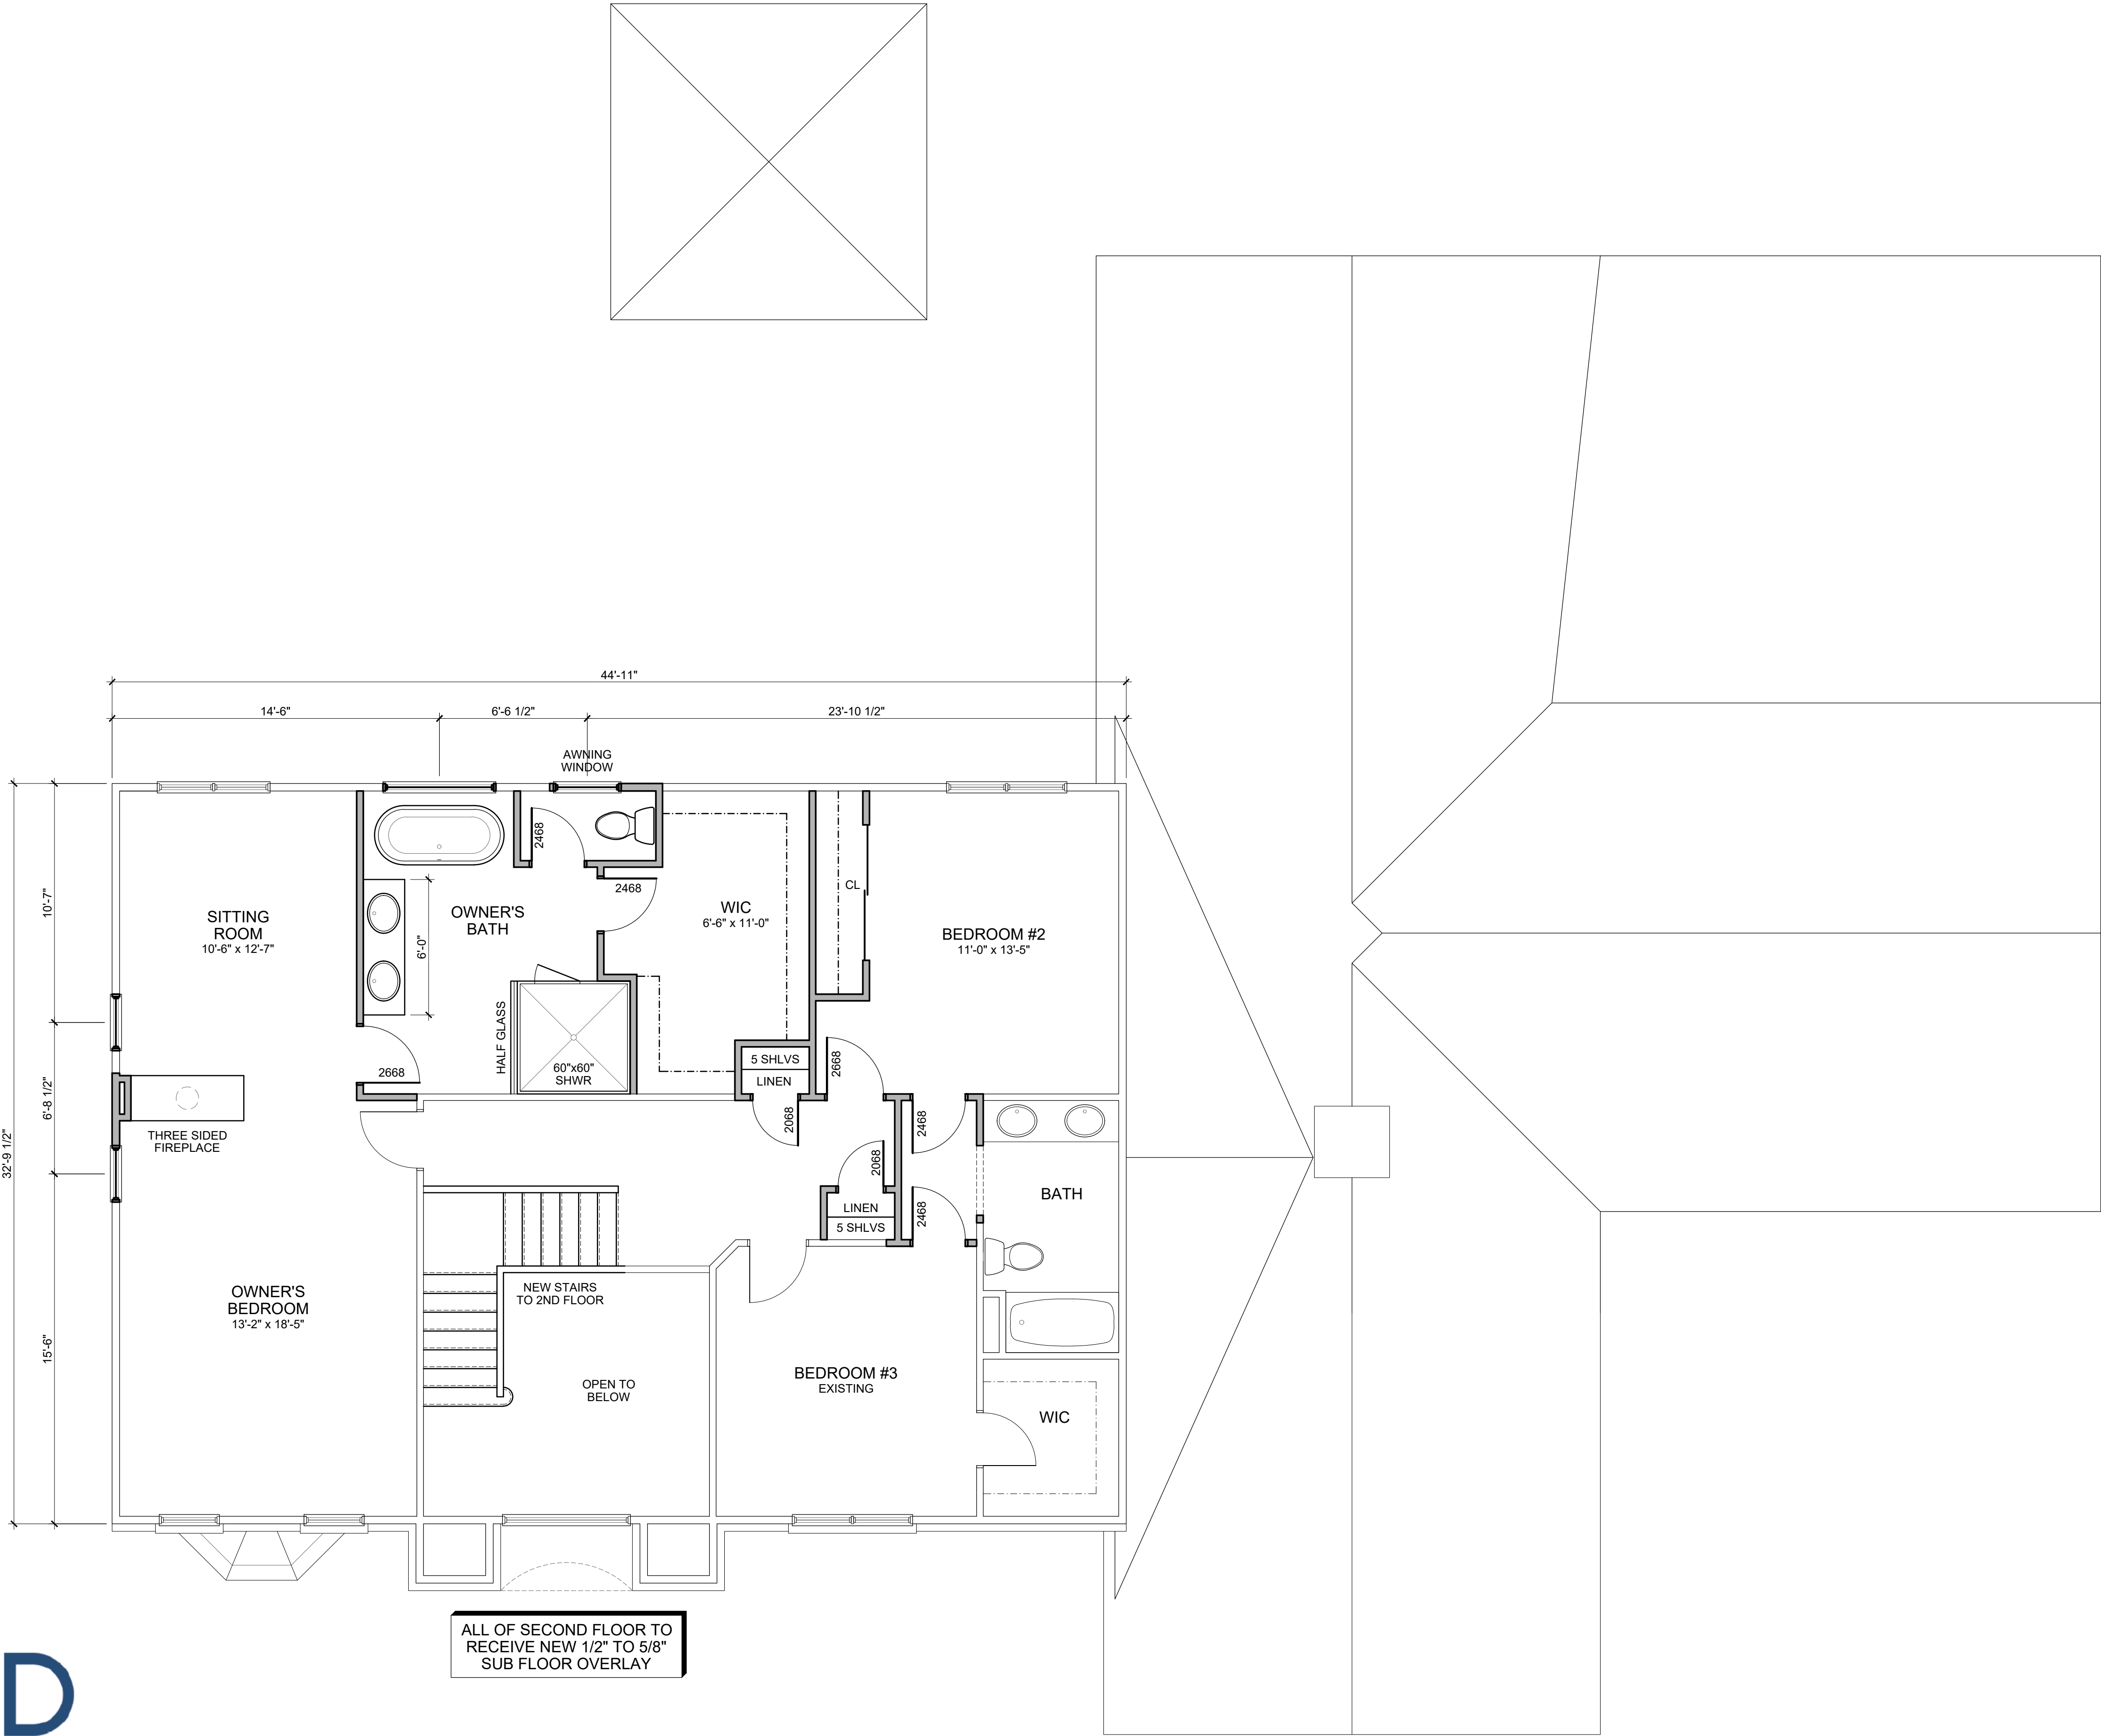 44'-11"
14'-6"
6'-6 1/2"
23'-10 1/2"
AWNING
WINDOW
32'-9 1/2"
10'-7"
6'-8 1/2"
15'-6"
SITTING
ROOM
10'-6" x 12'-7"
OWNER'S
BATH
6'-0"
2468
2468
WIC
6'-6" x 11'-0"
CL
BEDROOM #2
11'-0" x 13'-5"
HALF GLASS
60"x60"
SHWR
2668
5 SHLVS
LINEN
2668
2068
2468
THREE SIDED
FIREPLACE
2068
LINEN
5 SHLVS
2468
BATH
OWNER'S
BEDROOM
13'-2" x 18'-5"
NEW STAIRS
TO 2ND FLOOR
OPEN TO
BELOW
BEDROOM #3
EXISTING
WIC
ALL OF SECOND FLOOR TO
RECEIVE NEW 1/2" TO 5/8"
SUB FLOOR OVERLAY
D